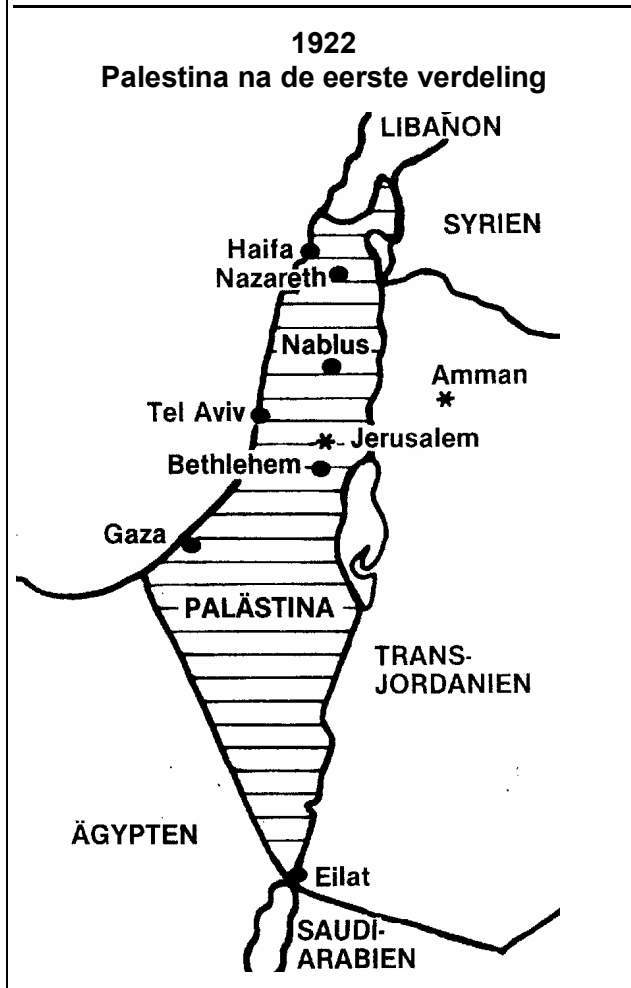 1922
Palestina na de eerste verdeling
LIBANON
SYRIEN
Haifa
Nazareth
Nablus
Amman
Tel Aviv
Jerusalem
Bethlehem
Gaza
PALÄSTINA
TRANS-
JORDANIEN
ÄGYPTEN
Eilat
SAUDI-
ARABIEN